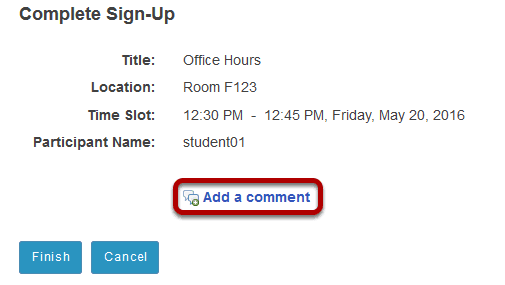 Complete Sign-Up
Title: Office Hours
Location: Room F123
Time Slot: 12:30 PM - 12:45 PM, Friday, May 20, 2016
Participant Name: student01
Add a comment
Finish Cancel